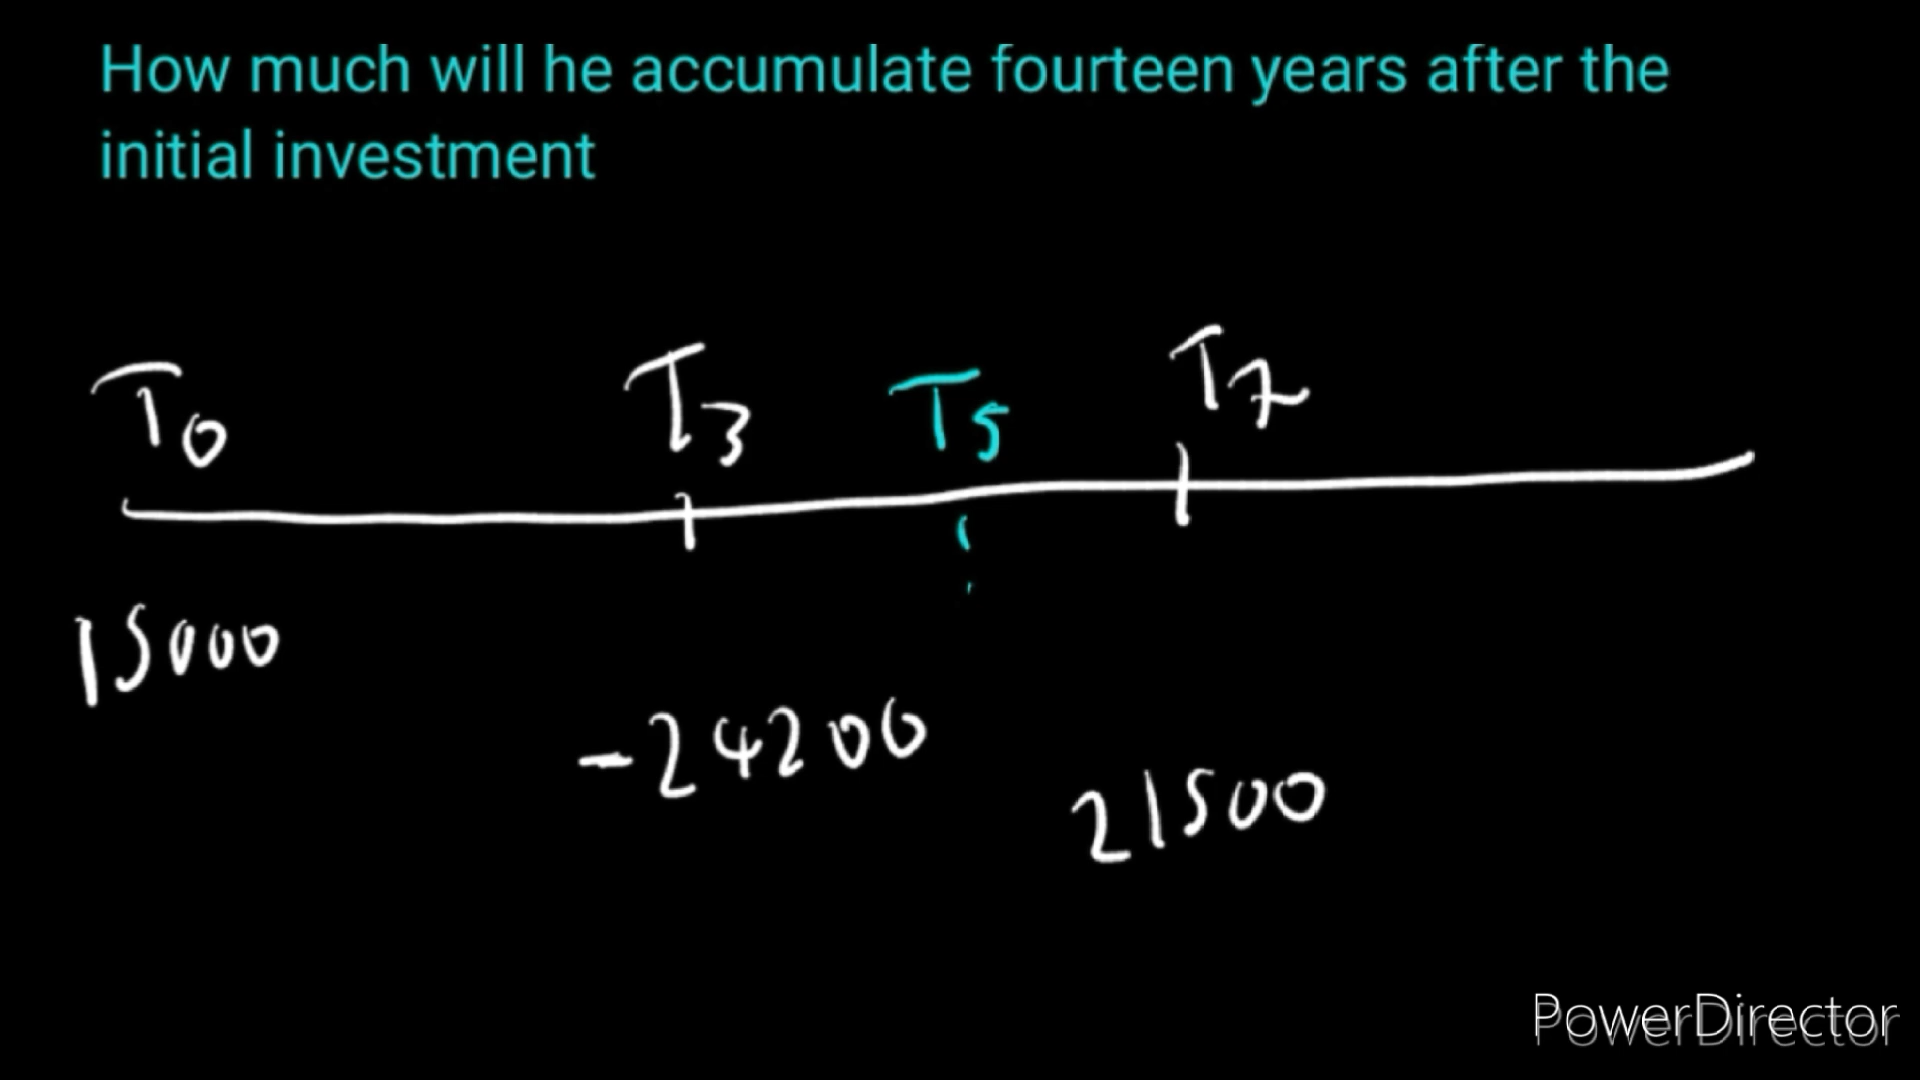 How much will he accumulate fourteen years after the
initial investment
T0 T3 T5 T7
15000
-24200
21500
PowerDirector